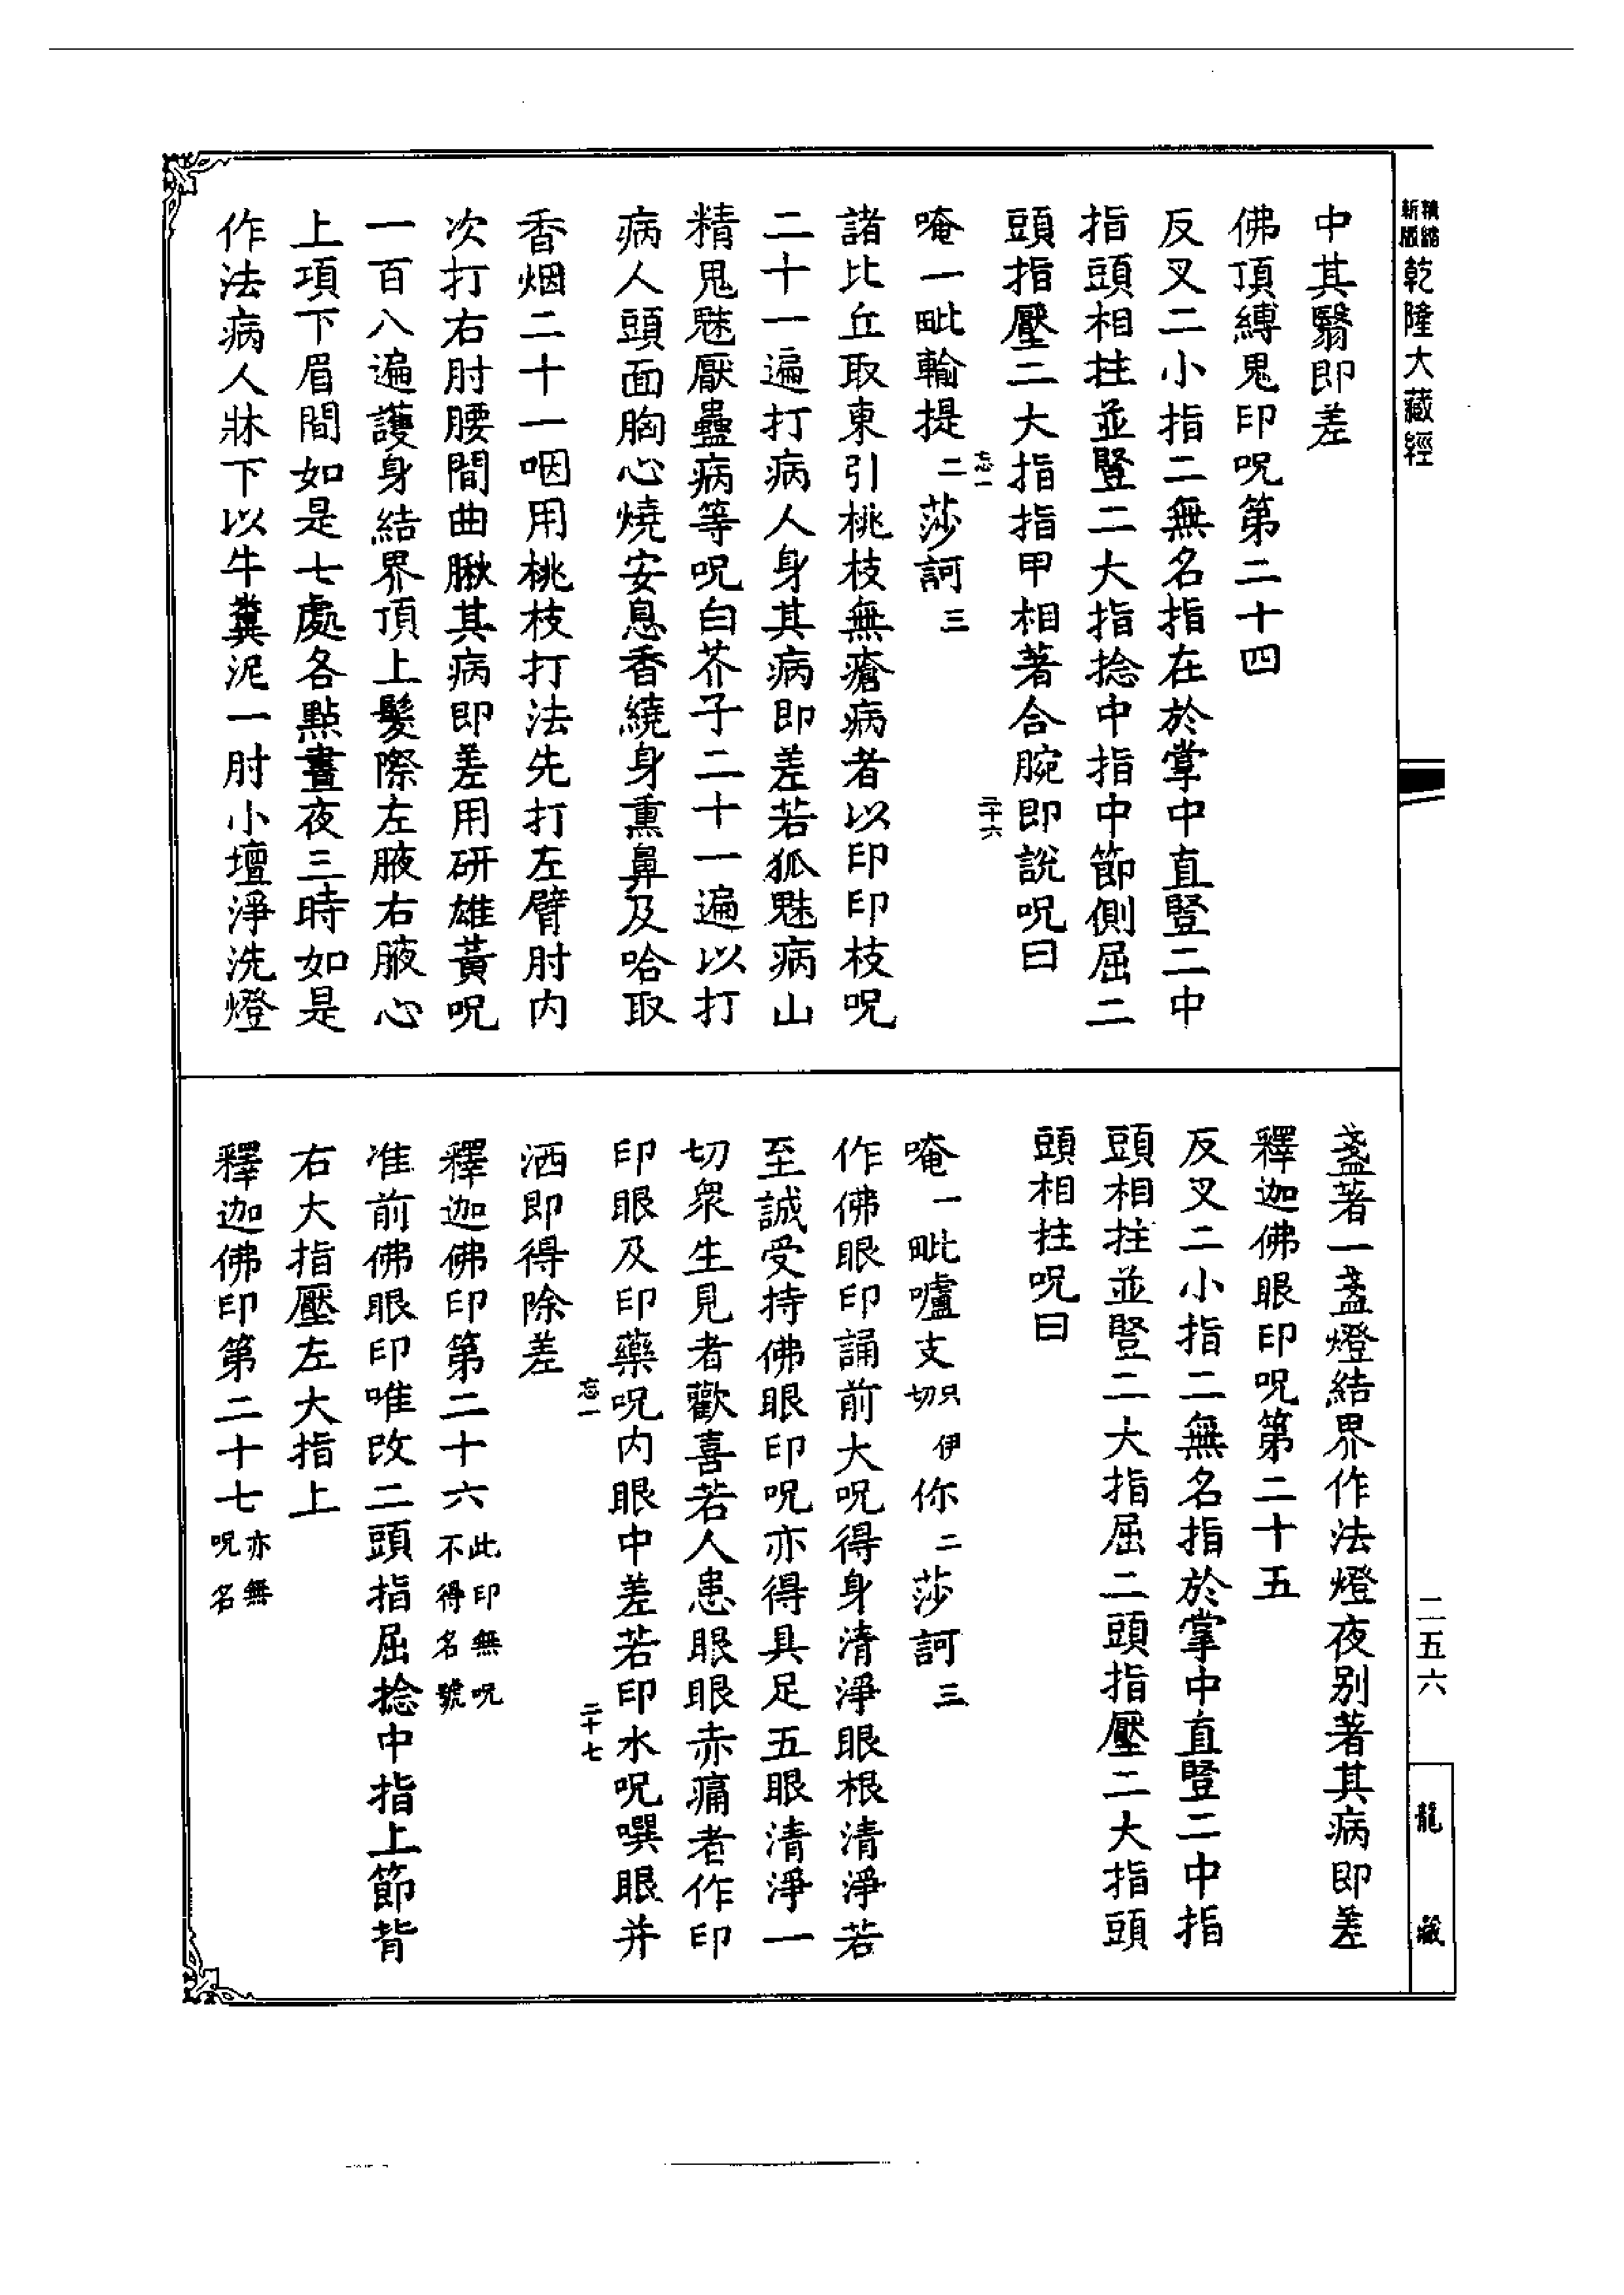 精縮新版乾隆大藏經
中其翳即差
佛頂縛鬼印呪第二十四
反叉二小指二無名指在於掌中直豎二中
指頭相拄並豎二大指捻中指中節側屈二
頭指壓二大指指甲相著合腕即說呪曰
忘一
二十六
唵一毗輸提二莎訶三
諸比丘取東引桃枝無瘡病者以印印枝呪
二十一遍打病人身其病即差若狐魅病山
精鬼魅厭蠱病等呪白芥子二十一遍以打
病人頭面胸心燒安息香繞身熏鼻及哈取
香烟二十一咽用桃枝打法先打左臂肘內
次打右肘腰間曲䐐其病即差用研雄黃呪
一百八遍護身結界頂上髮際左腋右腋心
上項下眉間如是七處各點晝夜三時如是
作法病人牀下以牛糞泥一肘小壇淨洗燈
盞著一盞燈結界作法燈夜別著其病即差
釋迦佛眼印呪第二十五
反叉二小指二無名指於掌中直豎二中指
頭相拄並豎二大指屈二頭指壓二大指頭
頭相拄呪曰
唵一毗嚧支只伊切你二莎訶三
作佛眼印誦前大呪得身清淨眼根清淨若
至誠受持佛眼印呪亦得具足五眼清淨一
切眾生見者歡喜若人患眼眼赤痛者作印
印眼及印藥呪內眼中差若印水呪噀眼并
忘一
二十七
洒即得除差
釋迦佛印第二十六此印無呪不得名號
准前佛眼印唯改二頭指屈捻中指上節背
右大指壓左大指上
釋迦佛印第二十七亦無呪名
二五六
龍藏